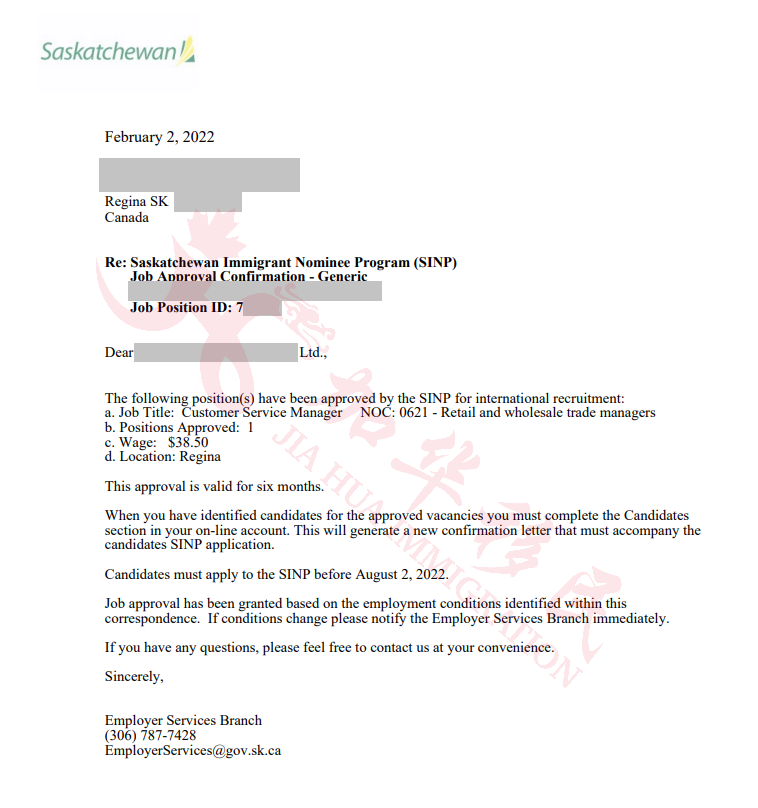 Saskatchewan
February 2, 2022
Regina SK
Canada
Re: Saskatchewan Immigrant Nominee Program (SINP)
Job Approval Confirmation - Generic
Job Position ID: 7
Dear Ltd.,
The following position(s) have been approved by the SINP for international recruitment:
a. Job Title: Customer Service Manager NOC: 0621 - Retail and wholesale trade managers
b. Positions Approved: 1
c. Wage: $38.50
d. Location: Regina
This approval is valid for six months.
When you have identified candidates for the approved vacancies you must complete the Candidates
section in your on-line account. This will generate a new confirmation letter that must accompany the
candidates SINP application.
Candidates must apply to the SINP before August 2, 2022.
Job approval has been granted based on the employment conditions identified within this
correspondence. If conditions change please notify the Employer Services Branch immediately.
If you have any questions, please feel free to contact us at your convenience.
Sincerely,
Employer Services Branch
(306) 787-7428
EmployerServices@gov.sk.ca
加华移民
JIA HUA IMMIGRATION